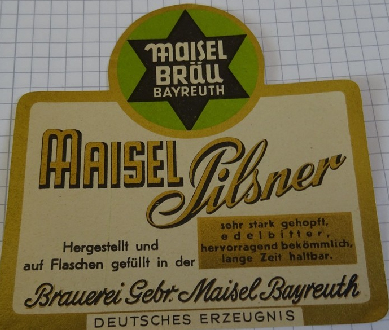 MAISEL
BRÄU
BAYREUTH
MAISEL Pilsner
sehr stark gehopft,
edelbitter,
hervorragend bekömmlich,
lange Zeit haltbar.
Hergestellt und
auf Flaschen gefüllt in der
Brauerei Gebr. Maisel Bayreuth
DEUTSCHES ERZEUGNIS